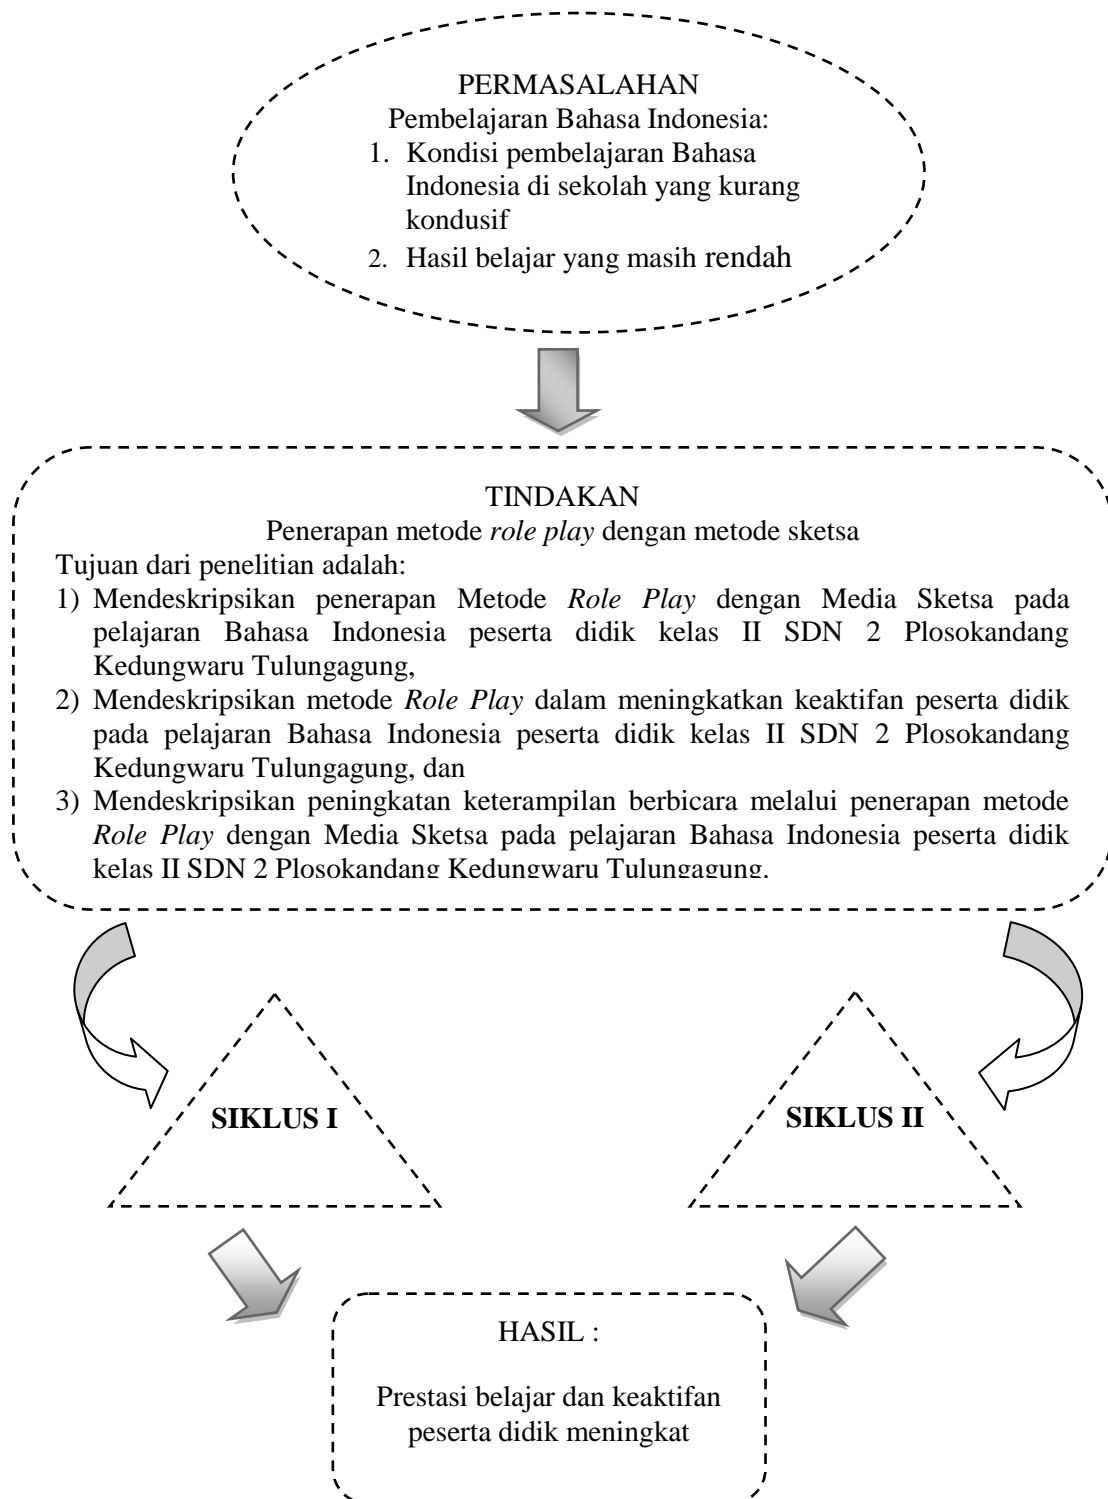 PERMASALAHAN
Pembelajaran Bahasa Indonesia:
1. Kondisi pembelajaran Bahasa
Indonesia di sekolah yang kurang
kondusif
2. Hasil belajar yang masih rendah
TINDAKAN
Penerapan metode role play dengan metode sketsa
Tujuan dari penelitian adalah:
1) Mendeskripsikan penerapan Metode Role Play dengan Media Sketsa pada
pelajaran Bahasa Indonesia peserta didik kelas II SDN 2 Plosokandang
Kedungwaru Tulungagung,
2) Mendeskripsikan metode Role Play dalam meningkatkan keaktifan peserta didik
pada pelajaran Bahasa Indonesia peserta didik kelas II SDN 2 Plosokandang
Kedungwaru Tulungagung, dan
3) Mendeskripsikan peningkatan keterampilan berbicara melalui penerapan metode
Role Play dengan Media Sketsa pada pelajaran Bahasa Indonesia peserta didik
kelas II SDN 2 Plosokandang Kedungwaru Tulungagung.
SIKLUS I
SIKLUS II
HASIL :
Prestasi belajar dan keaktifan
peserta didik meningkat